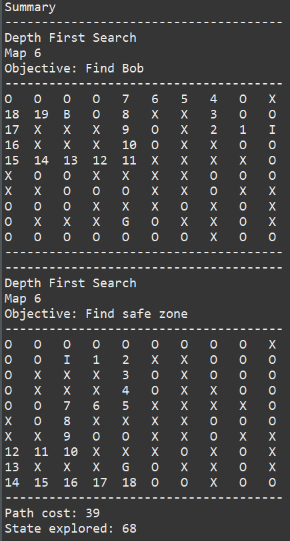 Summary
----------------------------------------
Depth First Search
Map 6
Objective: Find Bob
----------------------------------------
O O O O 7 6 5 4 O X
18 19 B O 8 X X 3 O O
17 X X X 9 O X 2 1 I
16 X X X 10 O X X O O
15 14 13 12 11 X X X X O
X O O X X O X O O X
X X O O O O X O X X
O O O X X X O X O X
O X X X G O X X O X
O O O O O O O X O O
----------------------------------------
----------------------------------------
Depth First Search
Map 6
Objective: Find safe zone
----------------------------------------
O O O O O O O O O X
O O I 1 2 X X O O O
O X X X 3 O X O O O
O X X X 4 O X X O O
O O 7 6 5 X X X X O
X O 8 X X O X O O X
X X 9 O O O X O X X
12 11 10 X X X O X O X
13 X X X G O X X O X
14 15 16 17 18 O O X O O
----------------------------------------
Path cost: 39
State explored: 68